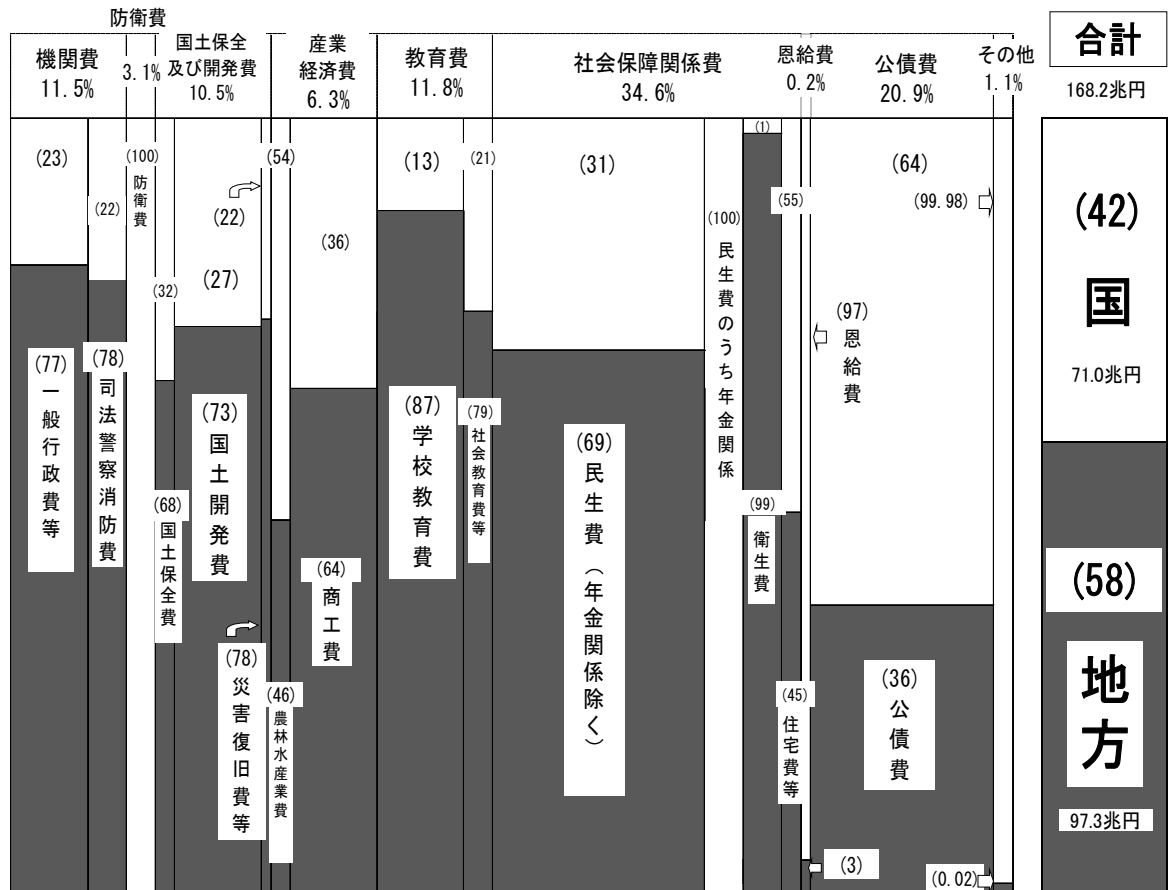 防衛費
3.1%
機関費
11.5%
国土保全
及び開発費
10.5%
産業
経済費
6.3%
教育費
11.8%
社会保障関係費
34.6%
恩給費
0.2%
公債費
20.9%
その他
1.1%
合計
168.2兆円
(23)
(77)
一般行政費等
(22)
(78)
司法警察消防費
(100)
防衛費
(32)
(68)
国土保全費
(27)
(73)
国土開発費
(22)
(78)
災害復旧費等
(54)
(46)
農林水産業費
(36)
(64)
商工費
(13)
(87)
学校教育費
(21)
(79)
社会教育費等
(31)
(69)
民生費(年金関係除く)
(100)
民生費のうち年金関係
(1)
(99)
衛生費
(55)
(45)
住宅費等
(97)
恩給費
(3)
(64)
(36)
公債費
(99.98)
(0.02)
(42)
国
71.0兆円
(58)
地方
97.3兆円